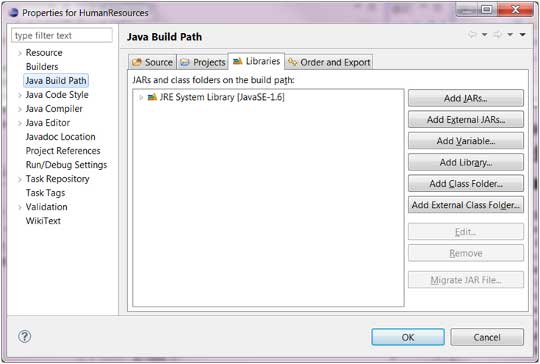 Properties for HumanResources
type filter text
Resource
Builders
Java Build Path
Java Code Style
Java Compiler
Java Editor
Javadoc Location
Project References
Run/Debug Settings
Task Repository
Task Tags
Validation
WikiText
Java Build Path
Source Projects Libraries Order and Export
JARs and class folders on the build path:
JRE System Library [JavaSE-1.6]
Add JARs...
Add External JARs...
Add Variable...
Add Library...
Add Class Folder...
Add External Class Folder...
Edit...
Remove
Migrate JAR File...
OK Cancel